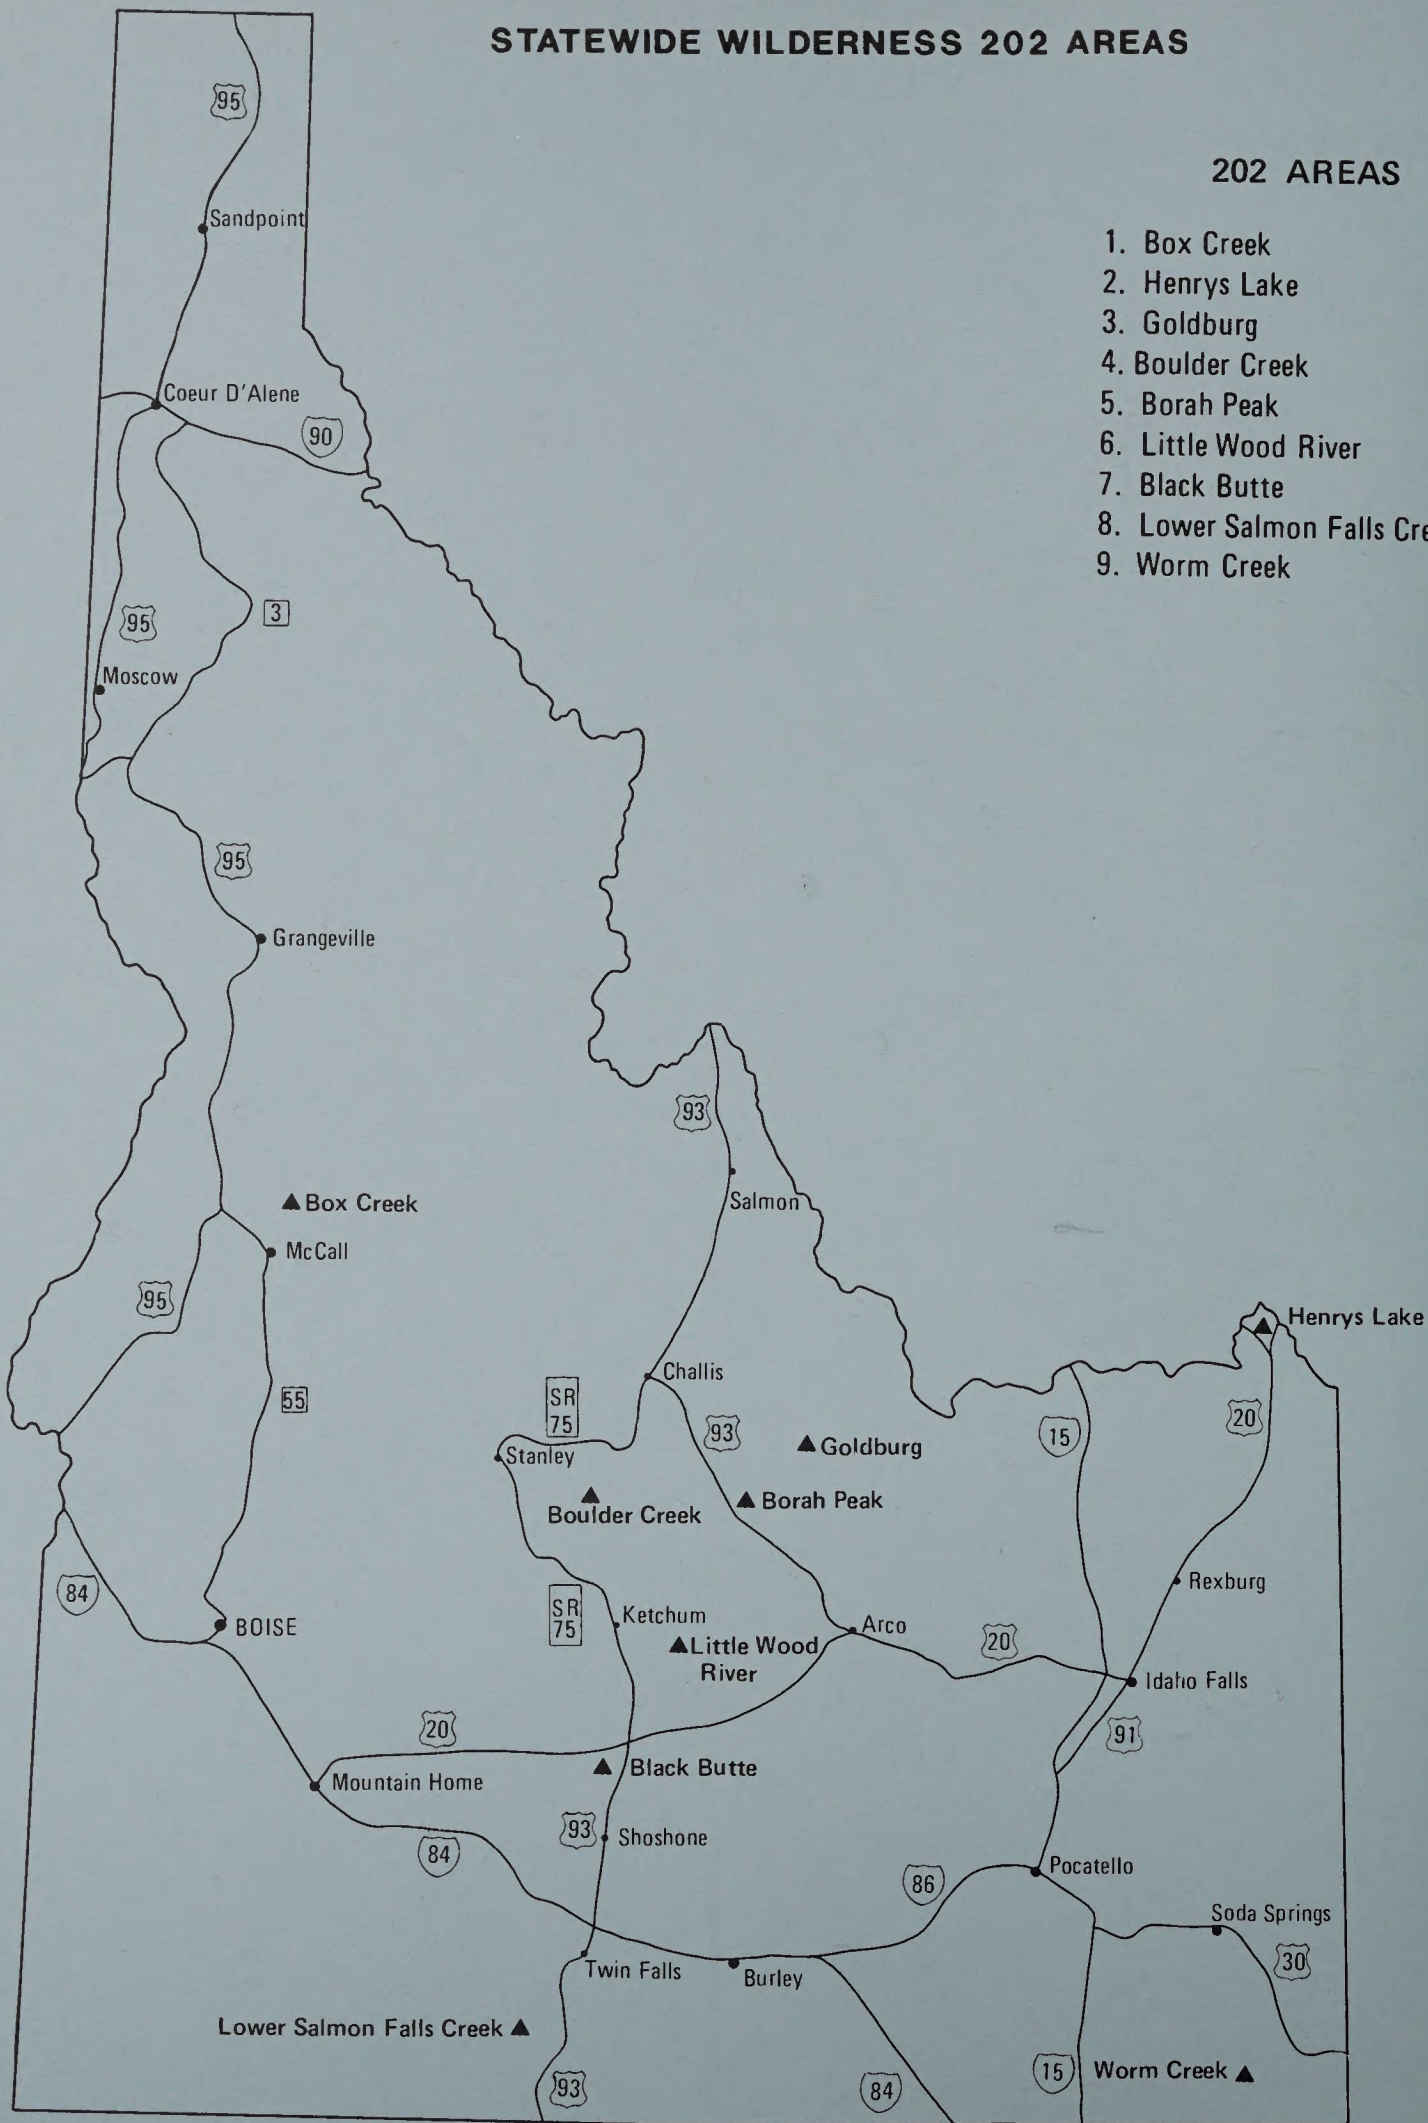 STATEWIDE WILDERNESS 202 AREAS
202 AREAS
1. Box Creek
2. Henrys Lake
3. Goldburg
4. Boulder Creek
5. Borah Peak
6. Little Wood River
7. Black Butte
8. Lower Salmon Falls Cre
9. Worm Creek
95
Sandpoint
Coeur D'Alene
90
3
95
Moscow
95
Grangeville
93
Salmon
Box Creek
McCall
95
Henrys Lake
Challis
SR
75
55
93
15
20
Goldburg
Stanley
Borah Peak
Boulder Creek
84
Rexburg
SR
75
Ketchum
BOISE
Arco
Little Wood
River
20
Idaho Falls
20
91
Black Butte
Mountain Home
93
Shoshone
84
Pocatello
86
Soda Springs
30
Twin Falls
Burley
Lower Salmon Falls Creek
93
84
15
Worm Creek